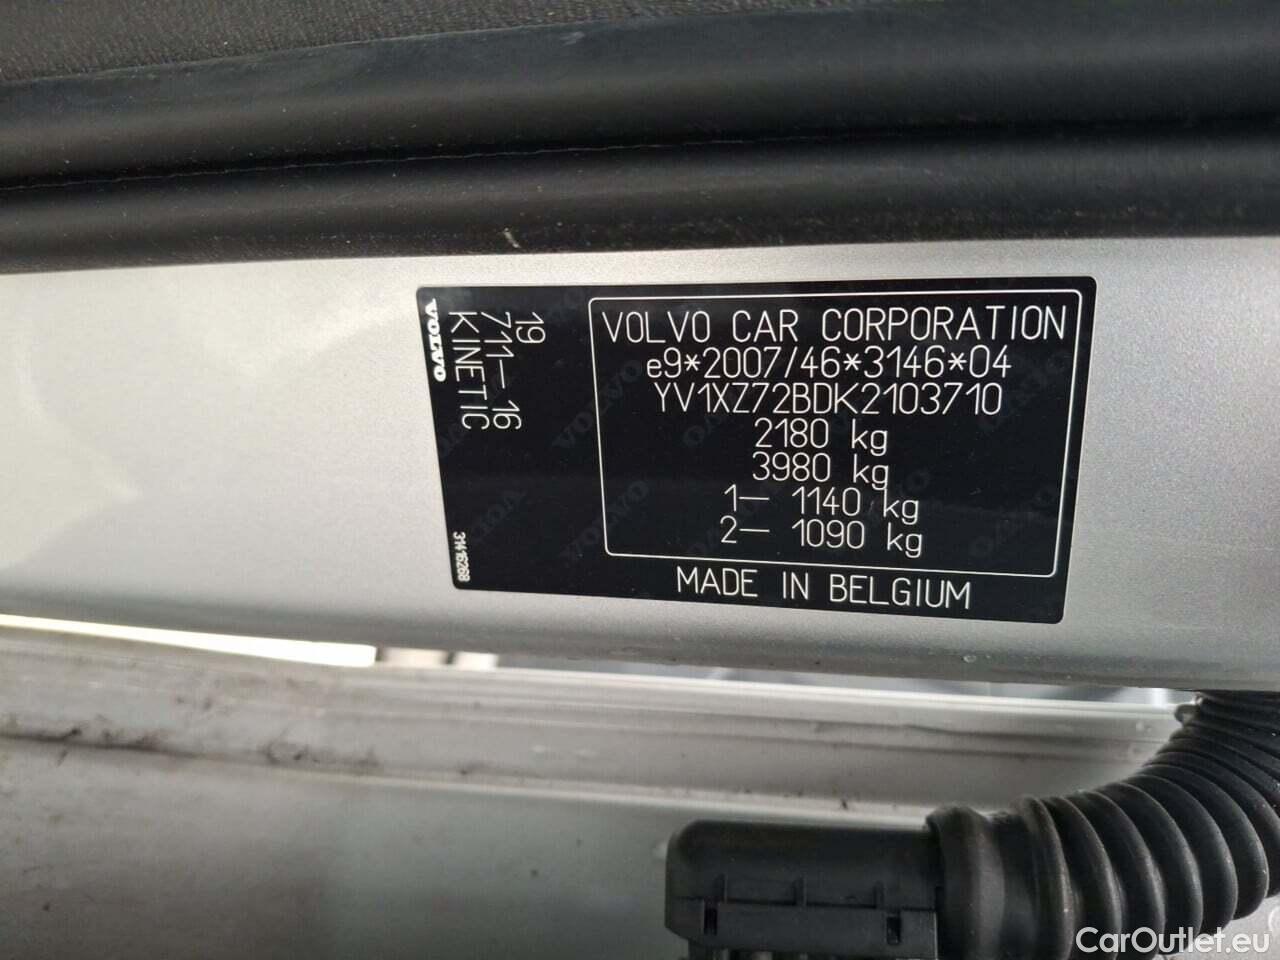 VOLVO
19
711-16
KINETIC
31416268
VOLVO CAR CORPORATION
e9*2007/46*3146*04
YV1XZ72BDK2103710
2180 kg
3980 kg
1- 1140 kg
2- 1090 kg
MADE IN BELGIUM
CarOutlet.eu